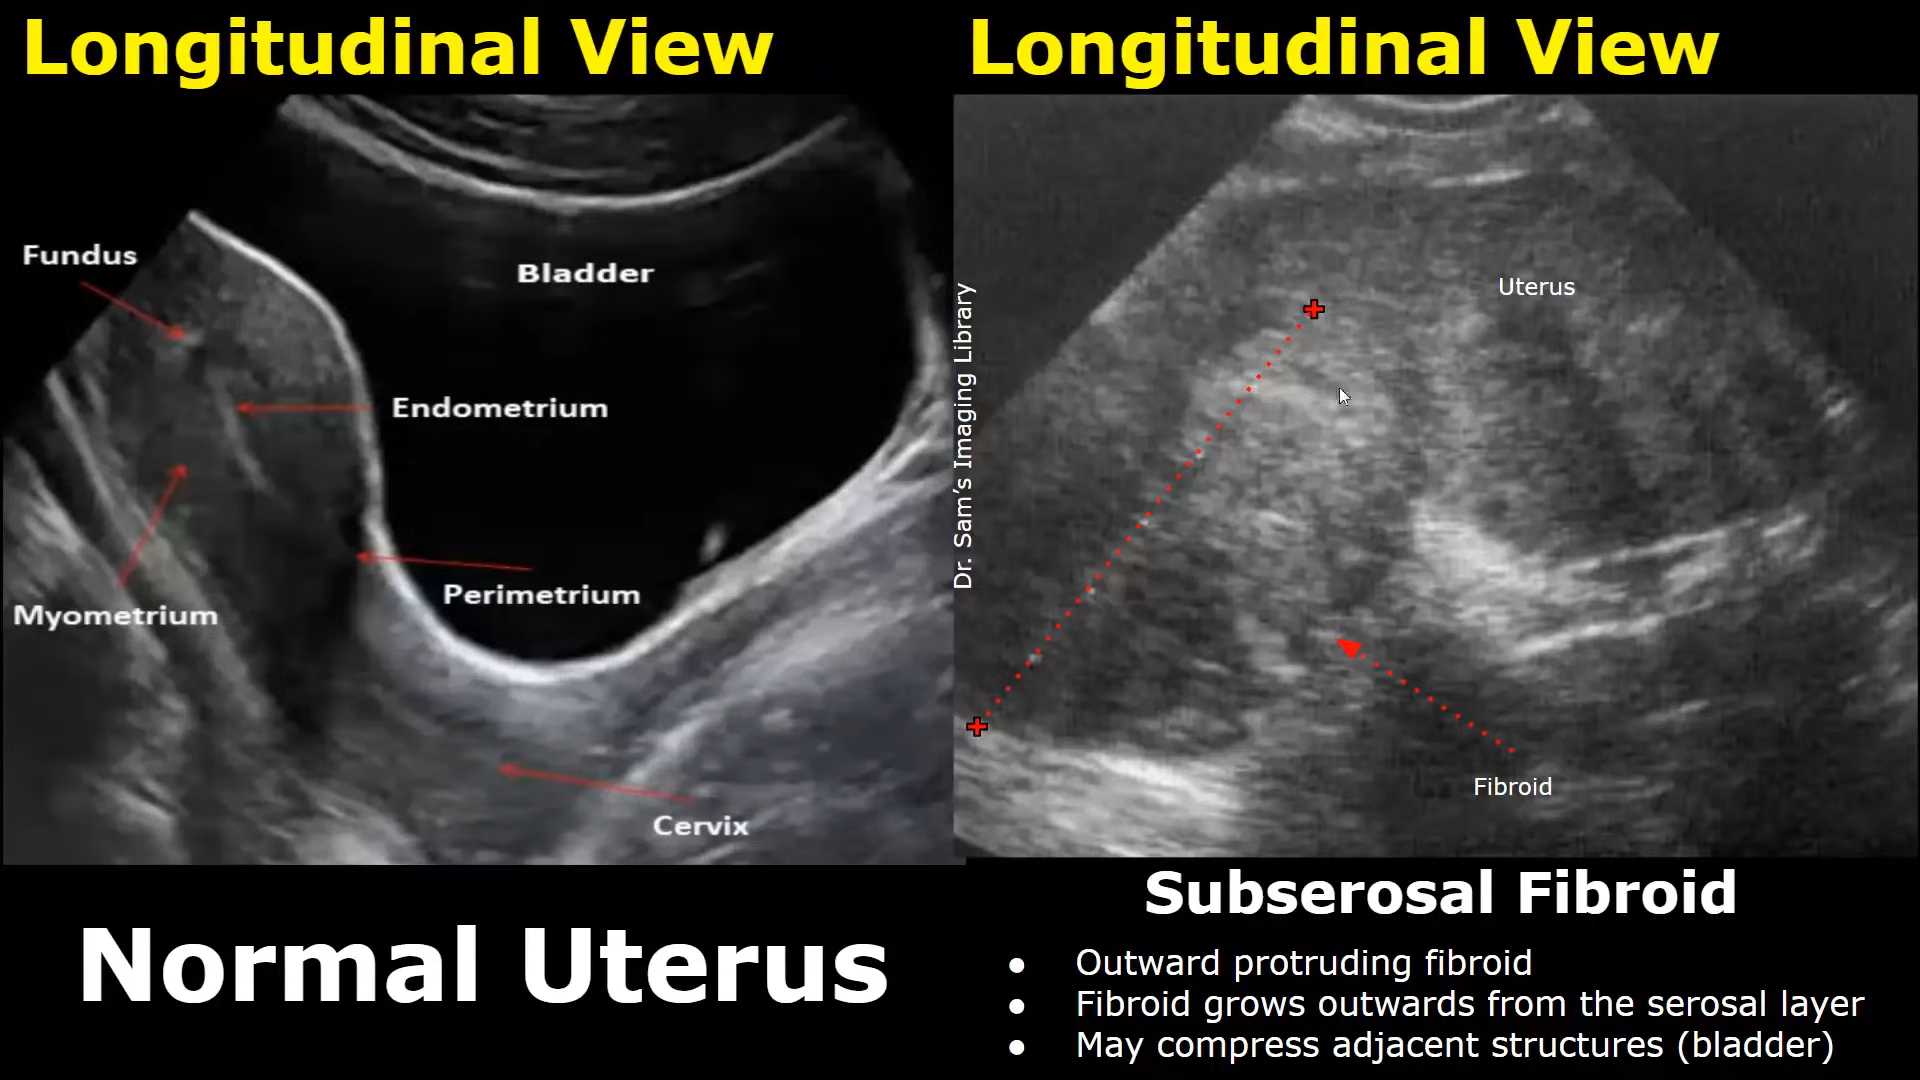 Longitudinal View
Fundus
Bladder
Endometrium
Perimetrium
Myometrium
Cervix
Normal Uterus
Longitudinal View
Dr. Sam's Imaging Library
Uterus
Fibroid
Subserosal Fibroid
● Outward protruding fibroid
● Fibroid grows outwards from the serosal layer
● May compress adjacent structures (bladder)